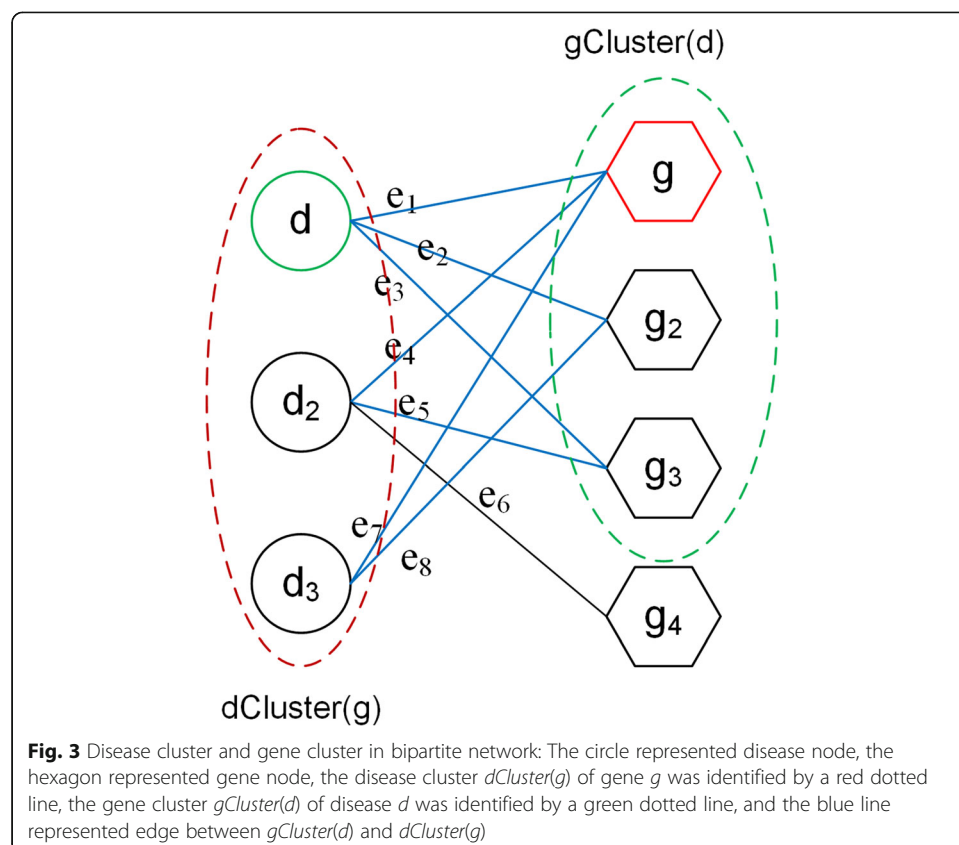 gCluster(d)
g
d
e₁
e₂
e₃
g₂
e₄
d₂
e₅
g₃
e₆
e₇
e₈
d₃
g₄
dCluster(g)
Fig. 3 Disease cluster and gene cluster in bipartite network: The circle represented disease node, the
hexagon represented gene node, the disease cluster dCluster(g) of gene g was identified by a red dotted
line, the gene cluster gCluster(d) of disease d was identified by a green dotted line, and the blue line
represented edge between gCluster(d) and dCluster(g)